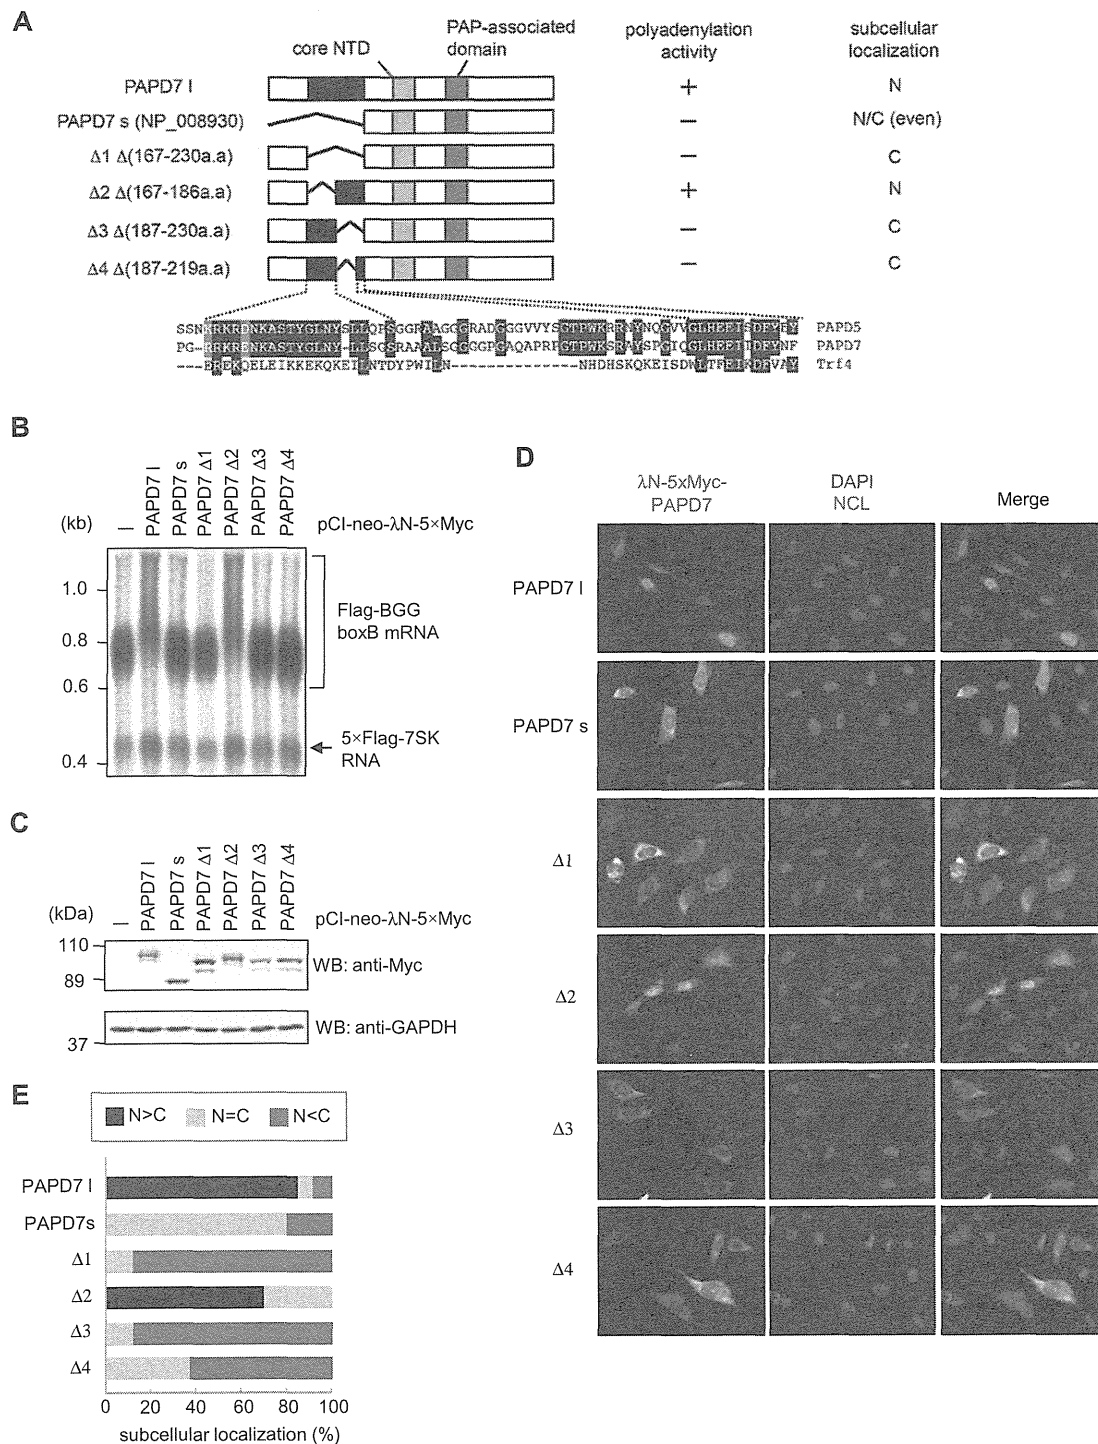 A
core NTD
PAP-associated
domain
polyadenylation
activity
subcellular
localization
PAPD7 l
+
N
PAPD7 s (NP_008930)
−
N/C (even)
Δ1 Δ(167-230a.a)
−
C
Δ2 Δ(167-186a.a)
+
N
Δ3 Δ(187-230a.a)
−
C
Δ4 Δ(187-219a.a)
−
C
PAPD5
PAPD7
Trf4
B
(kb)
—
PAPD7 l
PAPD7 s
PAPD7 Δ1
PAPD7 Δ2
PAPD7 Δ3
PAPD7 Δ4
pCI-neo-λN-5×Myc
1.0
0.8
0.6
0.4
Flag-BGG
boxB mRNA
5×Flag-7SK
RNA
C
(kDa)
—
PAPD7 l
PAPD7 s
PAPD7 Δ1
PAPD7 Δ2
PAPD7 Δ3
PAPD7 Δ4
pCI-neo-λN-5×Myc
110
89
WB: anti-Myc
37
WB: anti-GAPDH
D
λN-5xMyc-
PAPD7
DAPI
NCL
Merge
PAPD7 l
PAPD7 s
Δ1
Δ2
Δ3
Δ4
E
N>C N=C N<C
PAPD7 l
PAPD7s
Δ1
Δ2
Δ3
Δ4
0 20 40 60 80 100
subcellular localization (%)